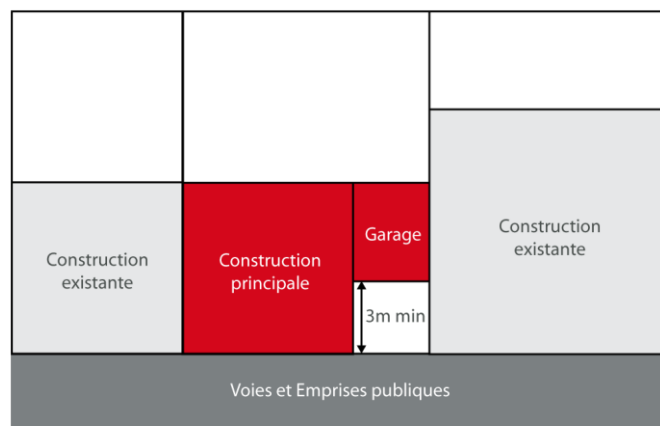 Construction
existante
Construction
principale
Garage
3m min
Construction
existante
Voies et Emprises publiques